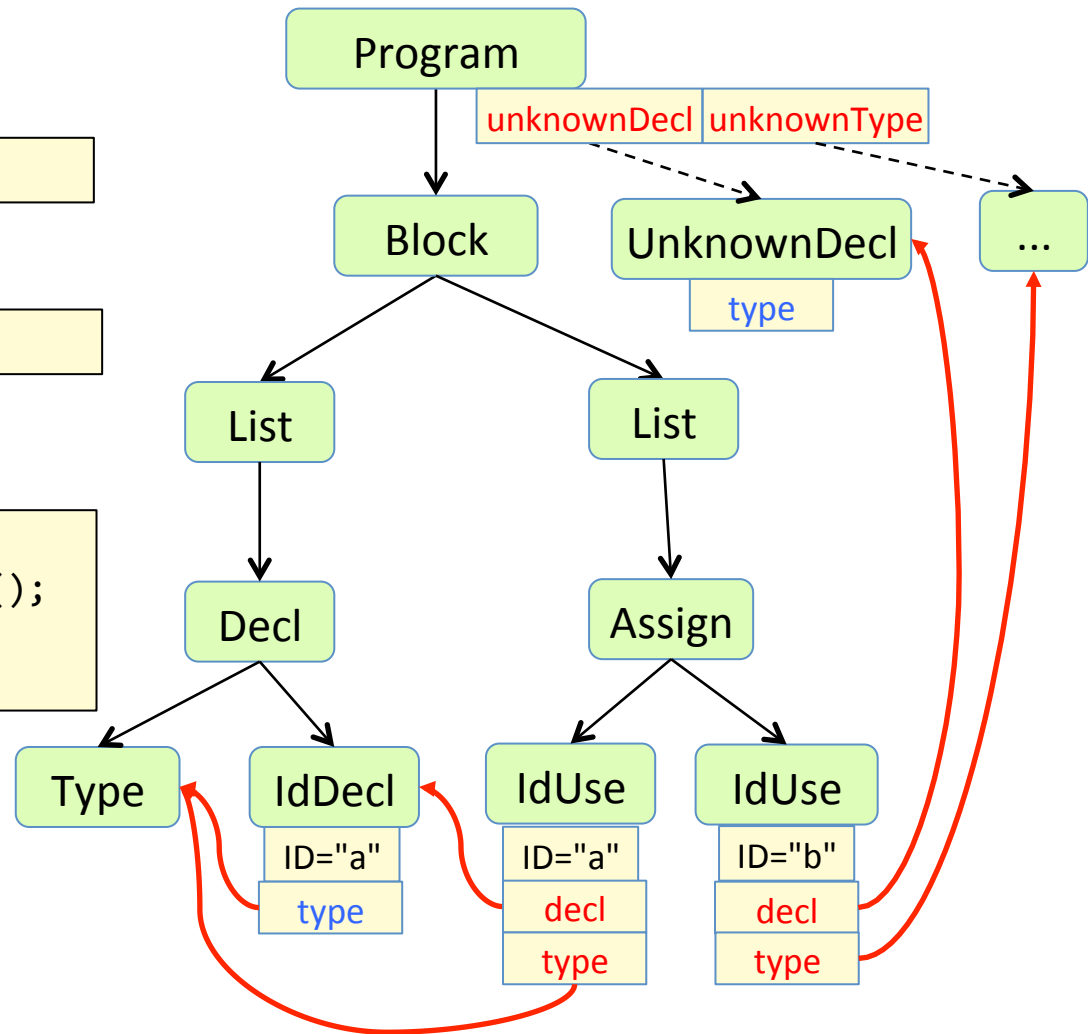 Program
unknownDecl unknownType
Block
UnknownDecl
...
type
List
List
();
Decl
Assign
Type
IdDecl
IdUse
IdUse
ID="a"
ID="a"
ID="b"
type
decl
decl
type
type